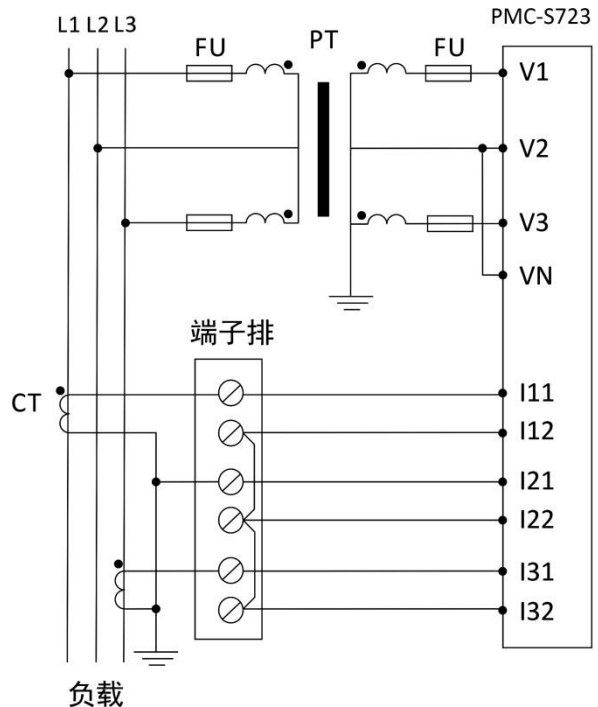 PMC-S723
L1 L2 L3
FU
PT
FU
V1
V2
V3
VN
端子排
CT
I11
I12
I21
I22
I31
I32
负载